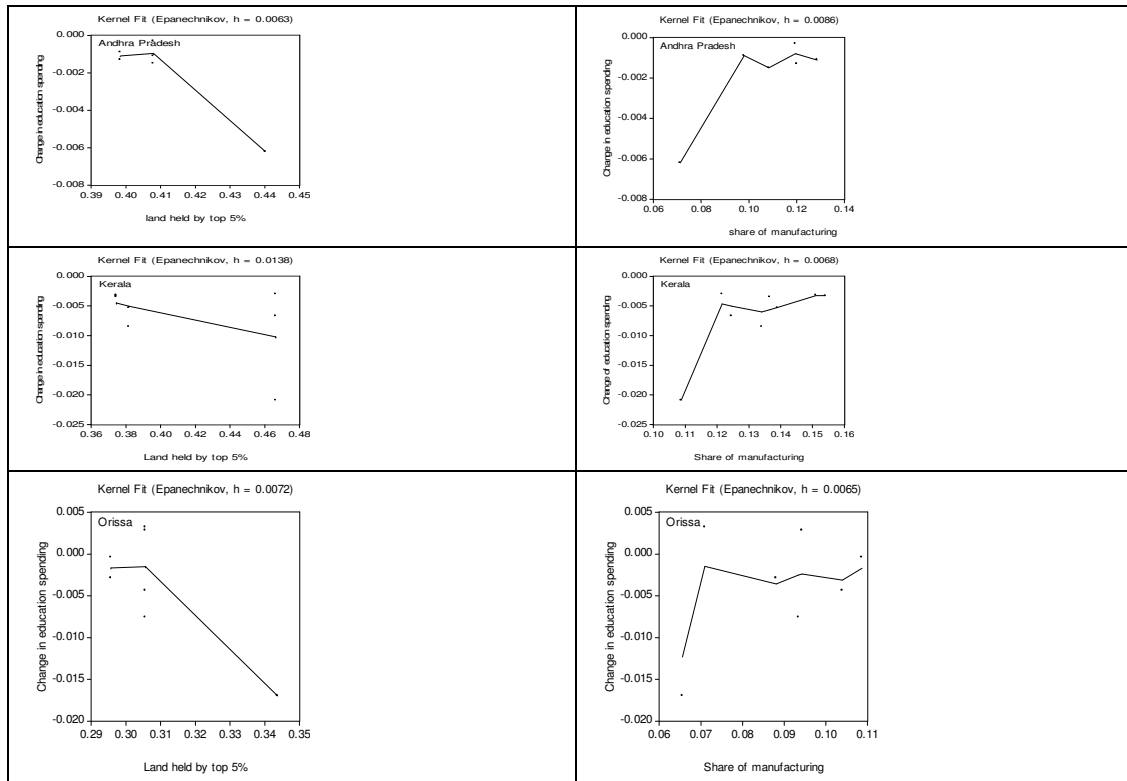 Kernel Fit (Epanechnikov, h = 0.0063)
Andhra Pradesh
Change in education spending
0.000
-0.002
-0.004
-0.006
-0.008
0.39 0.40 0.41 0.42 0.43 0.44 0.45
land held by top 5%
Kernel Fit (Epanechnikov, h = 0.0086)
Andhra Pradesh
Change in education spending
0.000
-0.002
-0.004
-0.006
-0.008
0.06 0.08 0.10 0.12 0.14
share of manufacturing
Kernel Fit (Epanechnikov, h = 0.0138)
Kerala
Change in education spending
0.000
-0.005
-0.010
-0.015
-0.020
-0.025
0.36 0.38 0.40 0.42 0.44 0.46 0.48
Land held by top 5%
Kernel Fit (Epanechnikov, h = 0.0068)
Kerala
Change of education spending
0.000
-0.005
-0.010
-0.015
-0.020
-0.025
0.10 0.11 0.12 0.13 0.14 0.15 0.16
Share of manufacturing
Kernel Fit (Epanechnikov, h = 0.0072)
Orissa
Change in education spending
0.005
0.000
-0.005
-0.010
-0.015
-0.020
0.29 0.30 0.31 0.32 0.33 0.34 0.35
Land held by top 5%
Kernel Fit (Epanechnikov, h = 0.0065)
Orissa
Change in education spending
0.005
0.000
-0.005
-0.010
-0.015
-0.020
0.06 0.07 0.08 0.09 0.10 0.11
Share of manufacturing